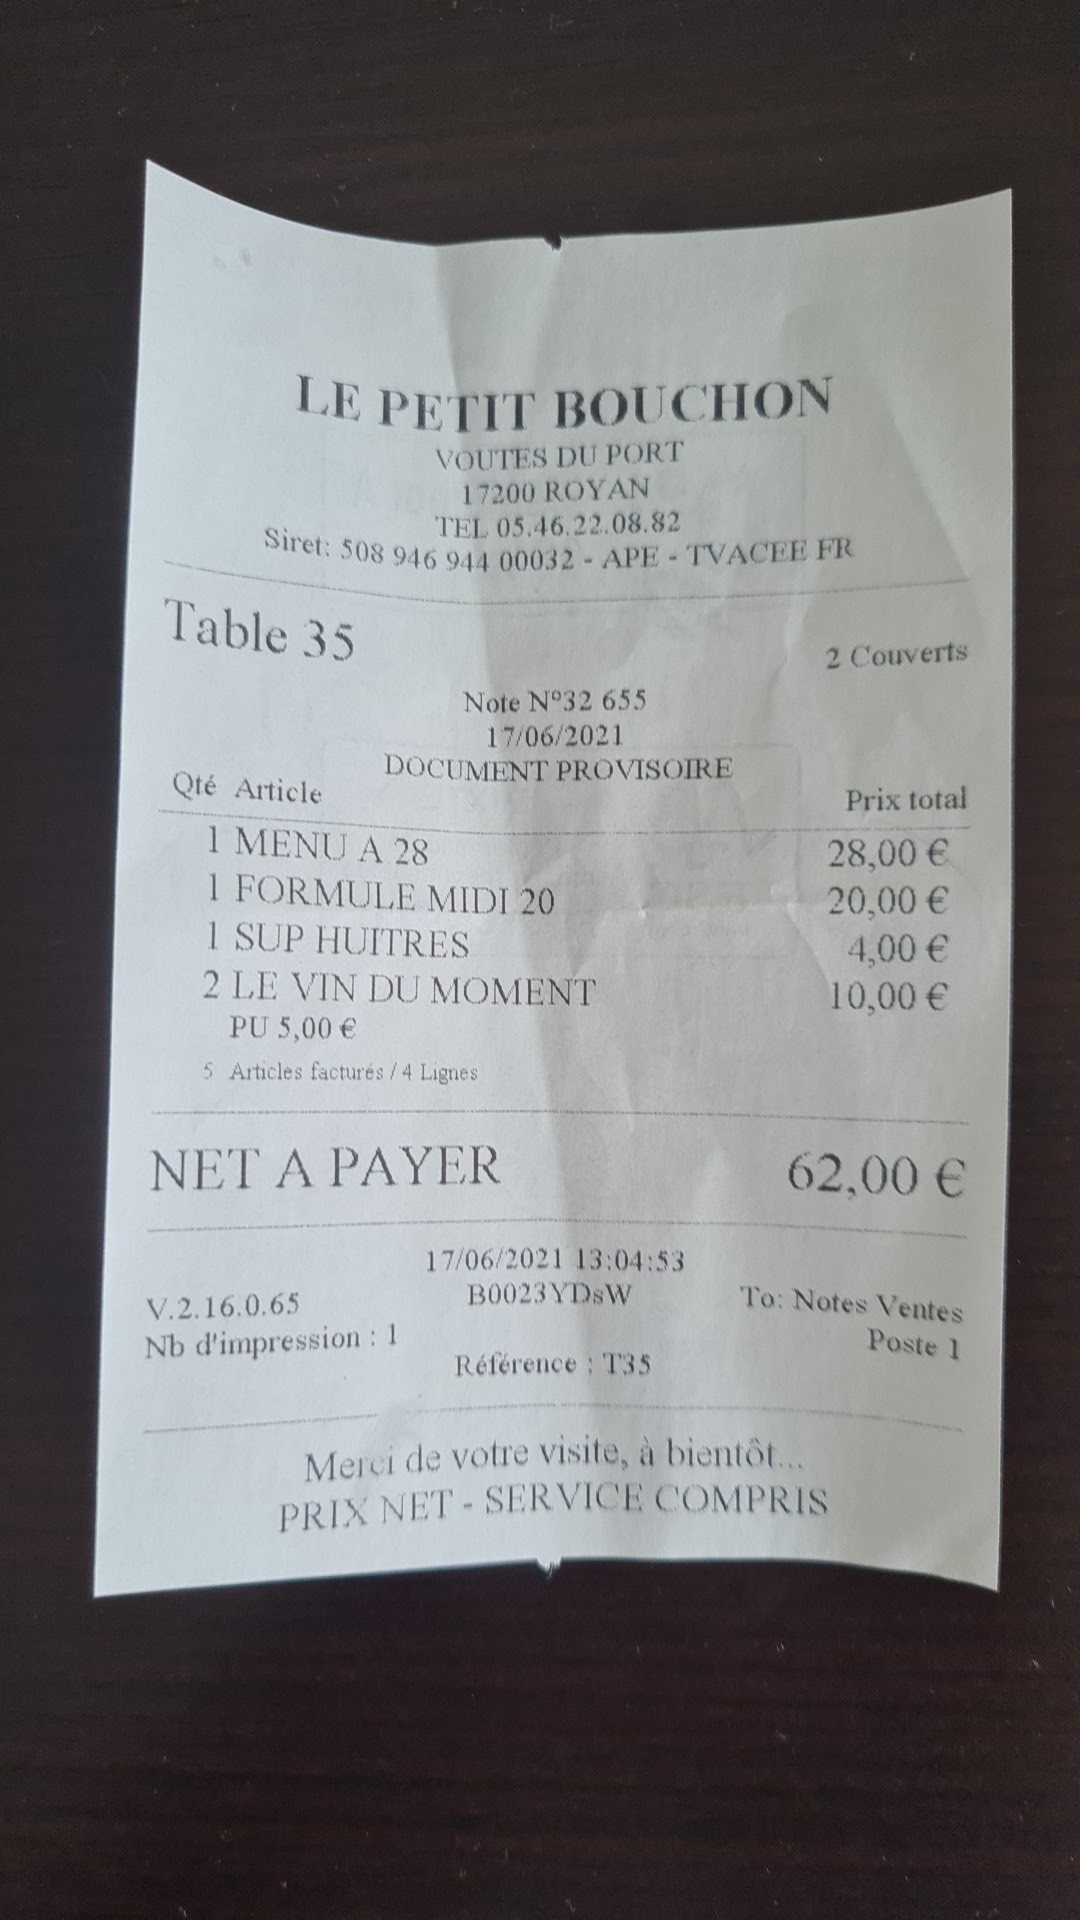 LE PETIT BOUCHON
VOUTES DU PORT
17200 ROYAN
TEL 05.46.22.08.82
Siret: 508 946 944 00032 - APE - TVACEE FR
Table 35
2 Couverts
Note N°32 655
17/06/2021
DOCUMENT PROVISOIRE
Qté Article Prix total
1 MENU A 28 28,00 €
1 FORMULE MIDI 20 20,00 €
1 SUP HUITRES 4,00 €
2 LE VIN DU MOMENT 10,00 €
PU 5,00 €
5 Articles facturés / 4 Lignes
NET A PAYER 62,00 €
17/06/2021 13:04:53
V.2.16.0.65 B0023YDsW To: Notes Ventes
Nb d'impression : 1 Poste 1
Référence : T35
Merci de votre visite, à bientôt...
PRIX NET - SERVICE COMPRIS